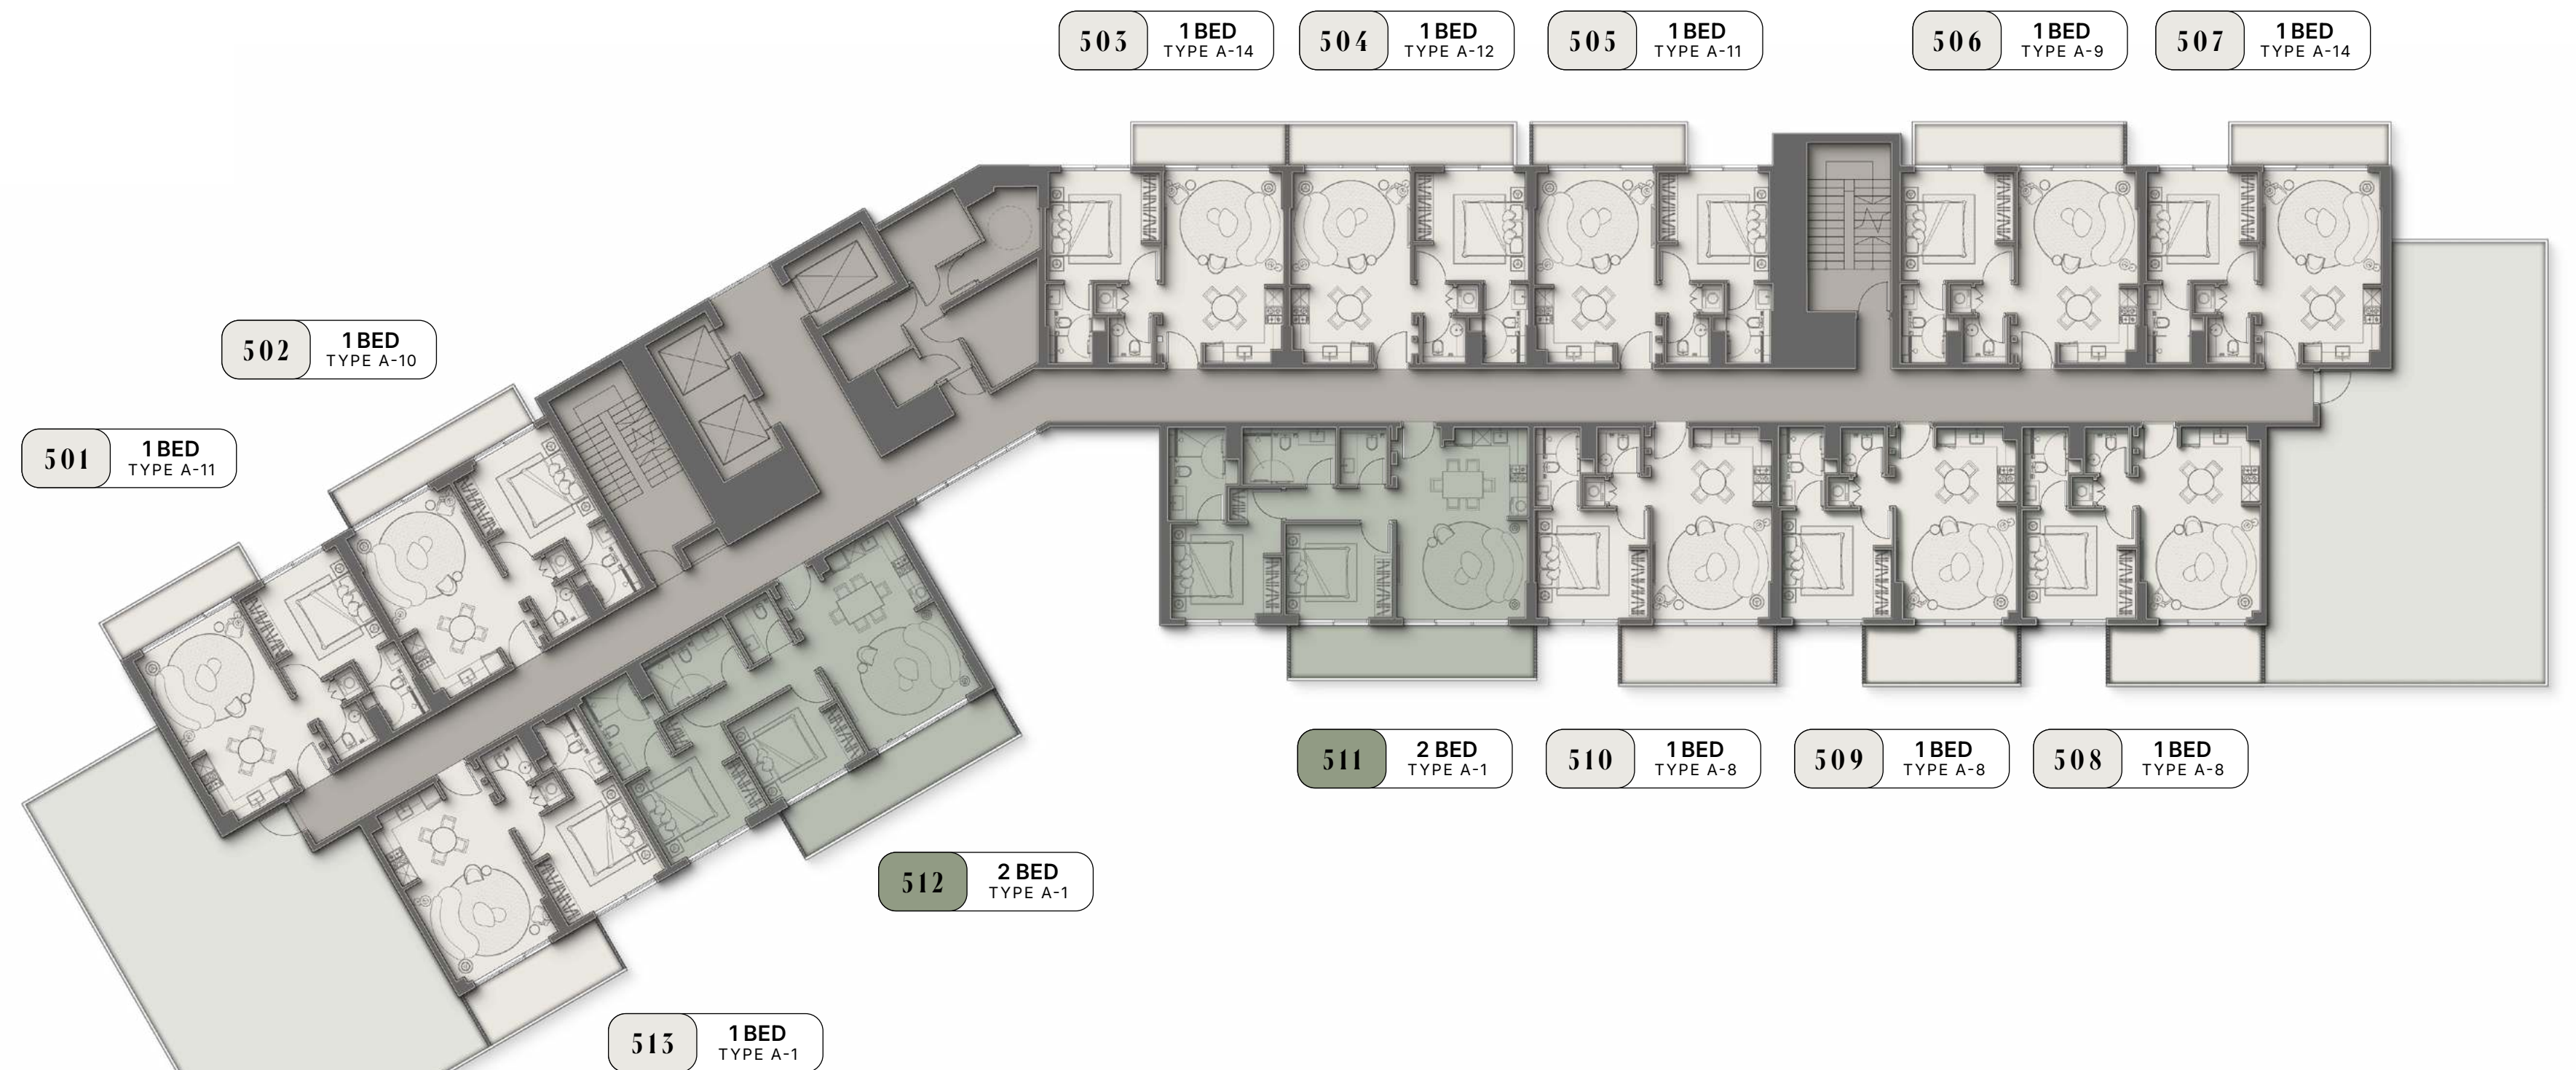 503
1 BED
TYPE A-14
504
1 BED
TYPE A-12
505
1 BED
TYPE A-11
506
1 BED
TYPE A-9
507
1 BED
TYPE A-14
502
1 BED
TYPE A-10
501
1 BED
TYPE A-11
511
2 BED
TYPE A-1
510
1 BED
TYPE A-8
509
1 BED
TYPE A-8
508
1 BED
TYPE A-8
512
2 BED
TYPE A-1
513
1 BED
TYPE A-1